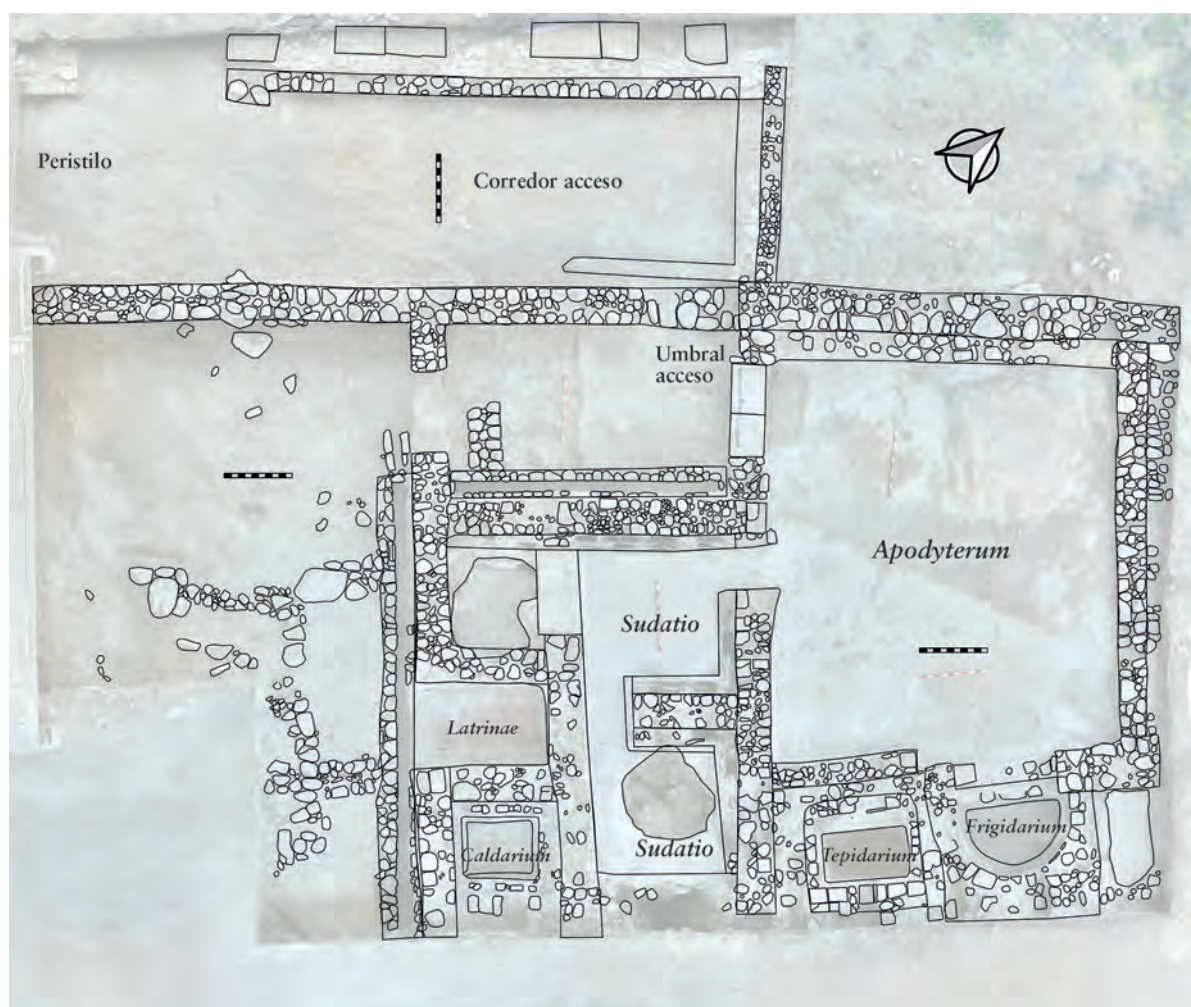 Peristilo
Corredor acceso
Umbral
acceso
Apodyterum
Sudatio
Latrinae
Frigidarium
Caldarium
Sudatio
Tepidarium